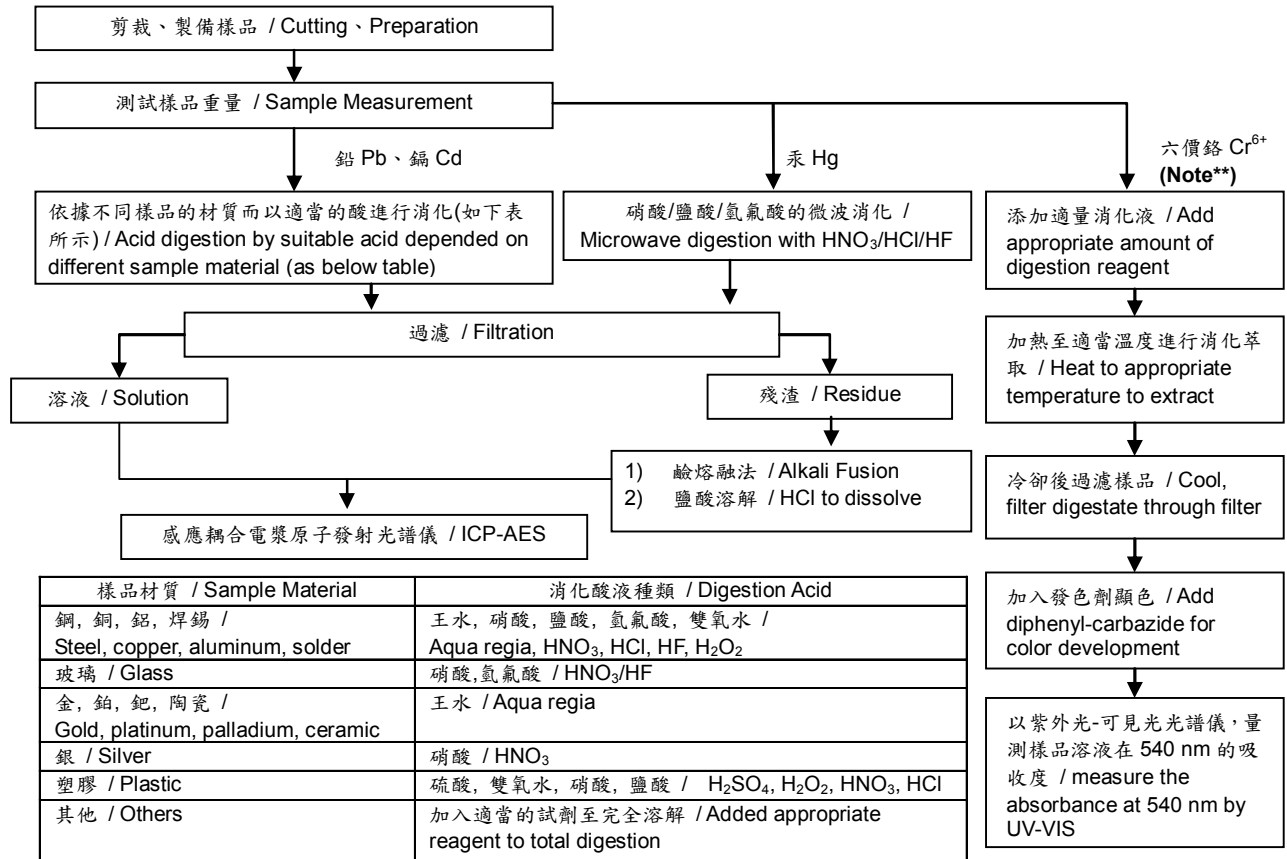 剪裁、製備樣品 / Cutting、Preparation
測試樣品重量 / Sample Measurement
鉛 Pb、鎘 Cd
汞 Hg
六價鉻 Cr⁶⁺
(Note**)
依據不同樣品的材質而以適當的酸進行消化(如下表
所示) / Acid digestion by suitable acid depended on
different sample material (as below table)
硝酸/鹽酸/氫氟酸的微波消化 /
Microwave digestion with HNO₃/HCl/HF
添加適量消化液 / Add
appropriate amount of
digestion reagent
過濾 / Filtration
加熱至適當溫度進行消化萃
取 / Heat to appropriate
temperature to extract
溶液 / Solution
殘渣 / Residue
1) 鹼熔融法 / Alkali Fusion
2) 鹽酸溶解 / HCl to dissolve
冷卻後過濾樣品 / Cool,
filter digestate through filter
感應耦合電漿原子發射光譜儀 / ICP-AES
加入發色劑顯色 / Add
diphenyl-carbazide for
color development
以紫外光-可見光光譜儀,量
測樣品溶液在 540 nm 的吸
收度 / measure the
absorbance at 540 nm by
UV-VIS
樣品材質 / Sample Material 消化酸液種類 / Digestion Acid
鋼, 銅, 鋁, 焊錫 / 王水, 硝酸, 鹽酸, 氫氟酸, 雙氧水 /
Steel, copper, aluminum, solder Aqua regia, HNO₃, HCl, HF, H₂O₂
玻璃 / Glass 硝酸,氫氟酸 / HNO₃/HF
金, 鉑, 鈀, 陶瓷 / 王水 / Aqua regia
Gold, platinum, palladium, ceramic
銀 / Silver 硝酸 / HNO₃
塑膠 / Plastic 硫酸, 雙氧水, 硝酸, 鹽酸 / H₂SO₄, H₂O₂, HNO₃, HCl
其他 / Others 加入適當的試劑至完全溶解 / Added appropriate
reagent to total digestion